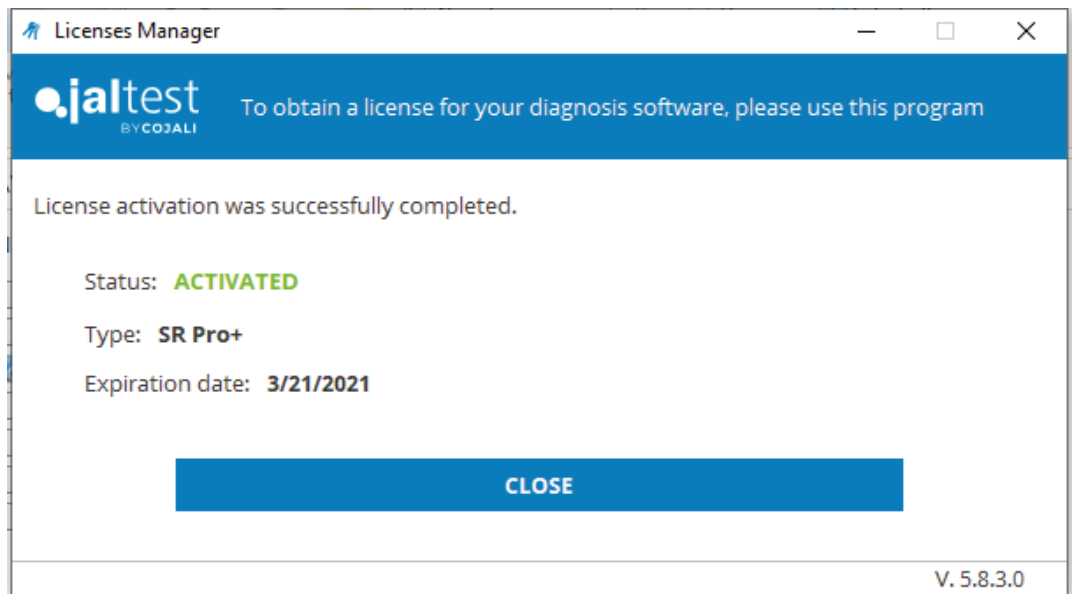 Licenses Manager
jaltest
BY COJALI
To obtain a license for your diagnosis software, please use this program
License activation was successfully completed.
Status: ACTIVATED
Type: SR Pro+
Expiration date: 3/21/2021
CLOSE
V. 5.8.3.0